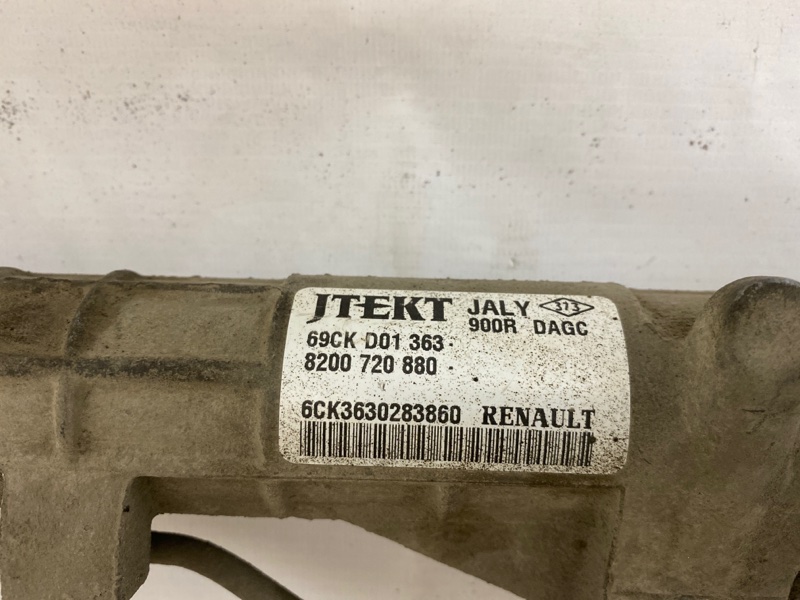 JTEKT JALY 373
900R DAGC
69CK D01 363
8200 720 880
6CK3630283860 RENAULT